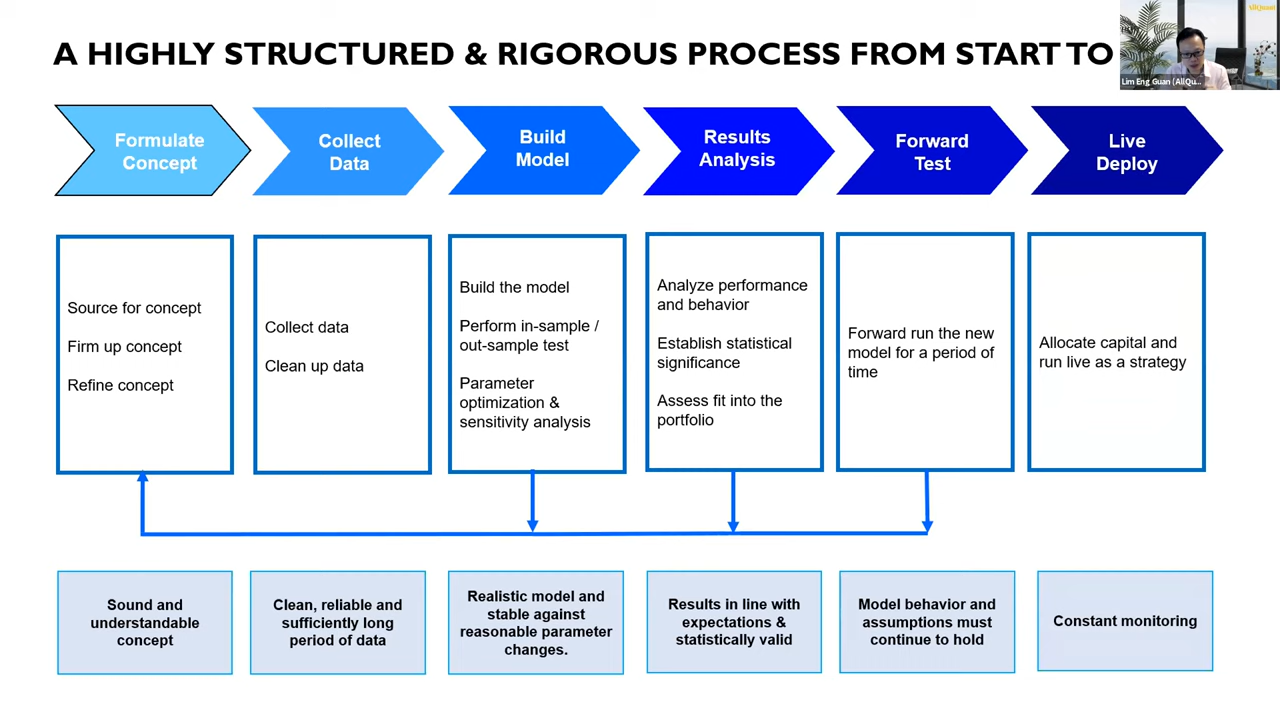 A HIGHLY STRUCTURED & RIGOROUS PROCESS FROM START TO
AllQuant
Lim Eng Guan (AllQu...
Formulate
Concept
Collect
Data
Build
Model
Results
Analysis
Forward
Test
Live
Deploy
Source for concept
Firm up concept
Refine concept
Collect data
Clean up data
Build the model
Perform in-sample /
out-sample test
Parameter
optimization &
sensitivity analysis
Analyze performance
and behavior
Establish statistical
significance
Assess fit into the
portfolio
Forward run the new
model for a period of
time
Allocate capital and
run live as a strategy
Sound and
understandable
concept
Clean, reliable and
sufficiently long
period of data
Realistic model and
stable against
reasonable parameter
changes.
Results in line with
expectations &
statistically valid
Model behavior and
assumptions must
continue to hold
Constant monitoring